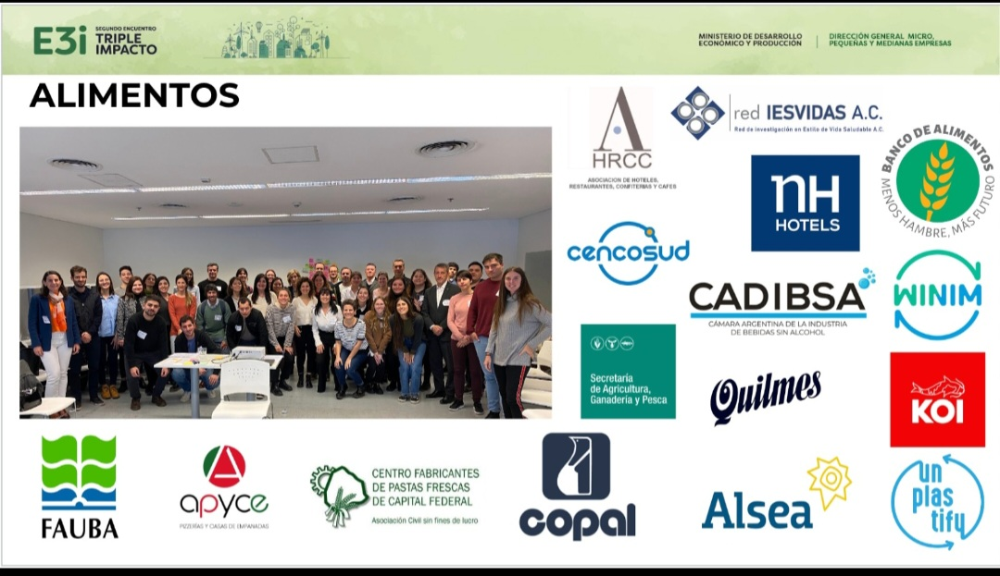 E3i
SEGUNDO ENCUENTRO
TRIPLE
IMPACTO
MINISTERIO DE DESARROLLO
ECONÓMICO Y PRODUCCIÓN
DIRECCIÓN GENERAL MICRO,
PEQUEÑAS Y MEDIANAS EMPRESAS
ALIMENTOS
A
HRCC
ASOCIACION DE HOTELES,
RESTAURANTES, CONFITERIAS Y CAFES
red IESVIDAS A.C.
Red de investigación en Estilo de Vida Saludable A.C.
BANCO DE ALIMENTOS
MENOS HAMBRE, MÁS FUTURO
nH
HOTELS
cencosud
CADIBSA
CÁMARA ARGENTINA DE LA INDUSTRIA
DE BEBIDAS SIN ALCOHOL
WINIM
Secretaría
de Agricultura,
Ganadería y Pesca
Quilmes
KOI
FAUBA
apyce
PIZZERÍAS Y CASAS DE EMPANADAS
CENTRO FABRICANTES
DE PASTAS FRESCAS
DE CAPITAL FEDERAL
Asociación Civil sin fines de lucro
copal
Alsea
un
plas
tify